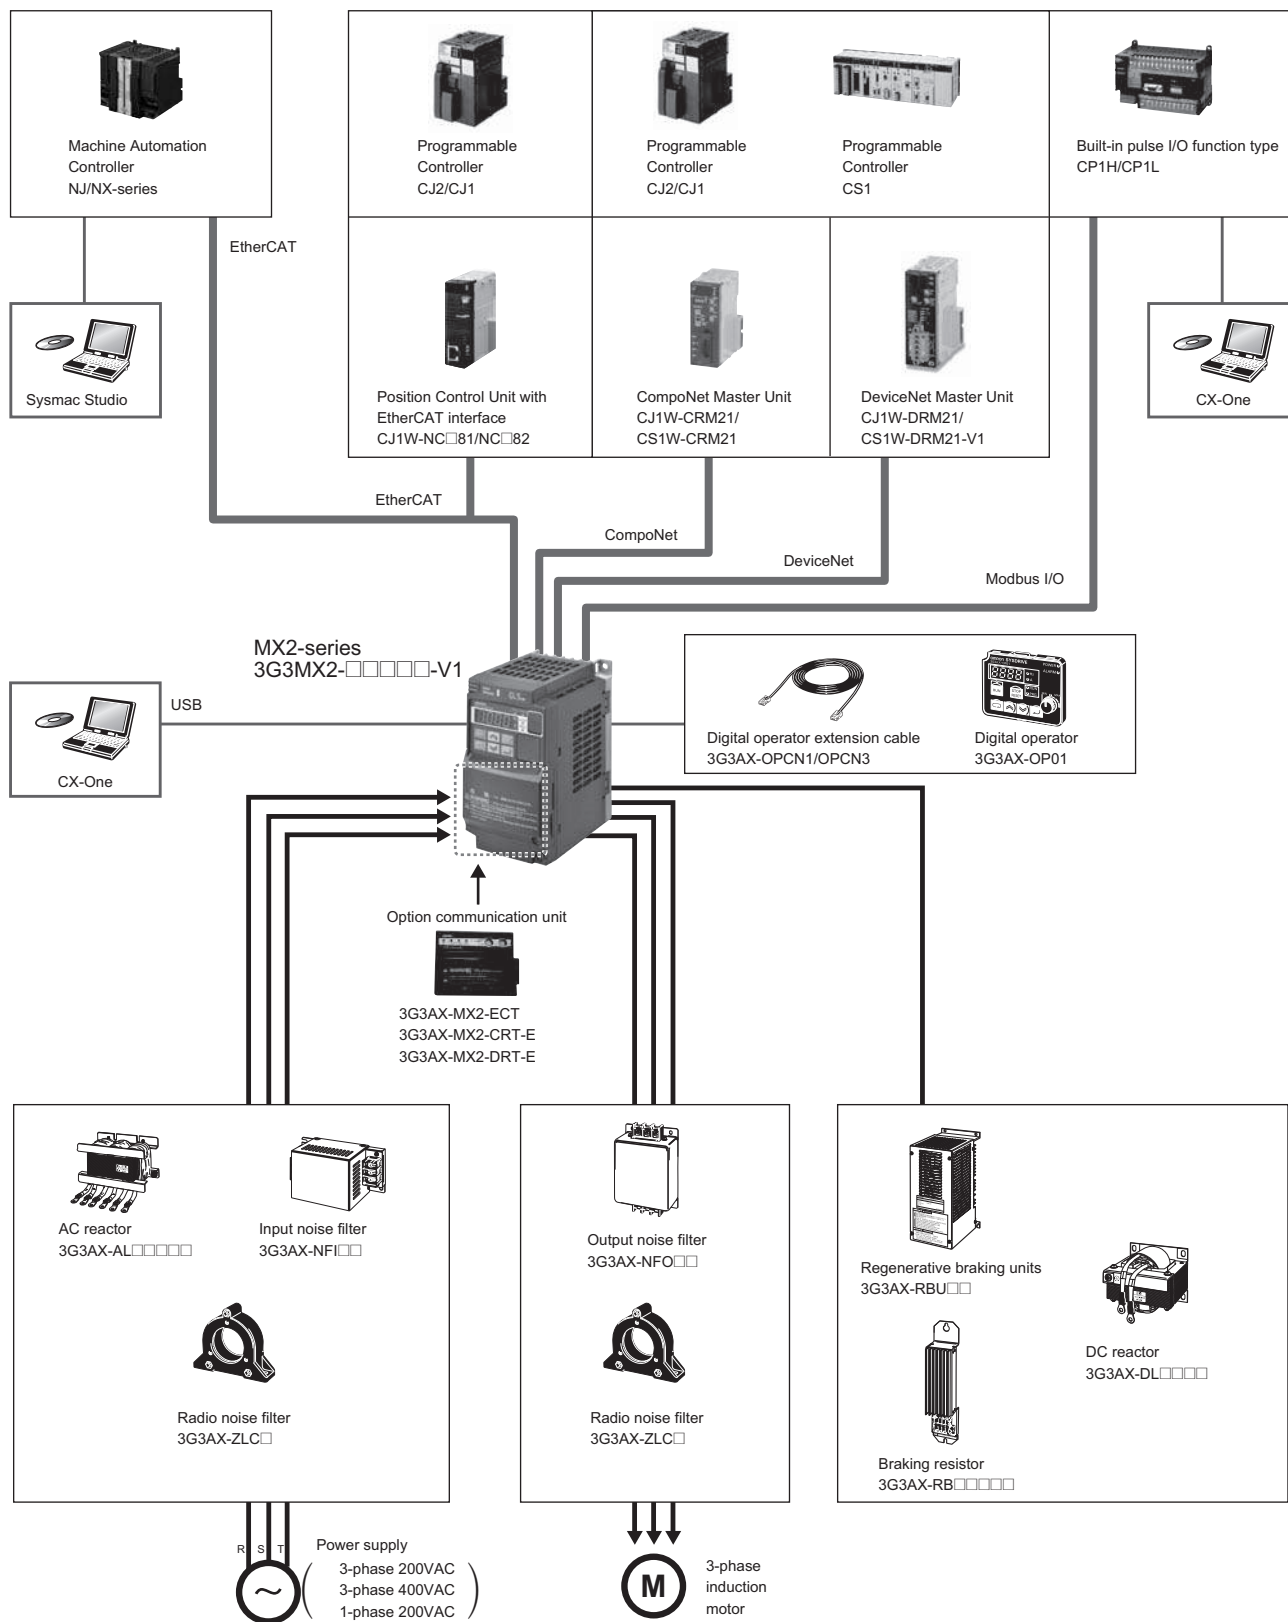 Machine Automation
Controller
NJ/NX-series
Programmable
Controller
CJ2/CJ1
Programmable
Controller
CJ2/CJ1
Programmable
Controller
CS1
Built-in pulse I/O function type
CP1H/CP1L
EtherCAT
Sysmac Studio
Position Control Unit with
EtherCAT interface
CJ1W-NC□81/NC□82
CompoNet Master Unit
CJ1W-CRM21/
CS1W-CRM21
DeviceNet Master Unit
CJ1W-DRM21/
CS1W-DRM21-V1
CX-One
EtherCAT
CompoNet
DeviceNet
Modbus I/O
MX2-series
3G3MX2-□□□□□-V1
USB
CX-One
Digital operator extension cable
3G3AX-OPCN1/OPCN3
Digital operator
3G3AX-OP01
Option communication unit
3G3AX-MX2-ECT
3G3AX-MX2-CRT-E
3G3AX-MX2-DRT-E
AC reactor
3G3AX-AL□□□□□
Input noise filter
3G3AX-NFI□□
Radio noise filter
3G3AX-ZLC□
Output noise filter
3G3AX-NFO□□
Radio noise filter
3G3AX-ZLC□
Regenerative braking units
3G3AX-RBU□□
DC reactor
3G3AX-DL□□□□
Braking resistor
3G3AX-RB□□□□□
R S T
Power supply
3-phase 200VAC
3-phase 400VAC
1-phase 200VAC
M
3-phase
induction
motor